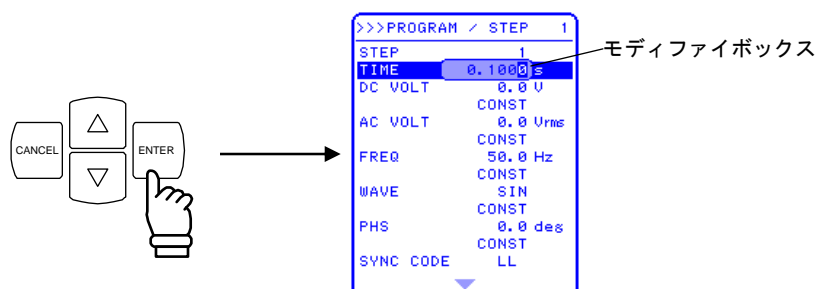 >>>PROGRAM / STEP 1
STEP 1
TIME 0.1000 s
DC VOLT 0.0 V
CONST
AC VOLT 0.0 Vrms
CONST
FREQ 50.0 Hz
CONST
WAVE SIN
CONST
PHS 0.0 deg
CONST
SYNC CODE LL
モディファイボックス
CANCEL
ENTER